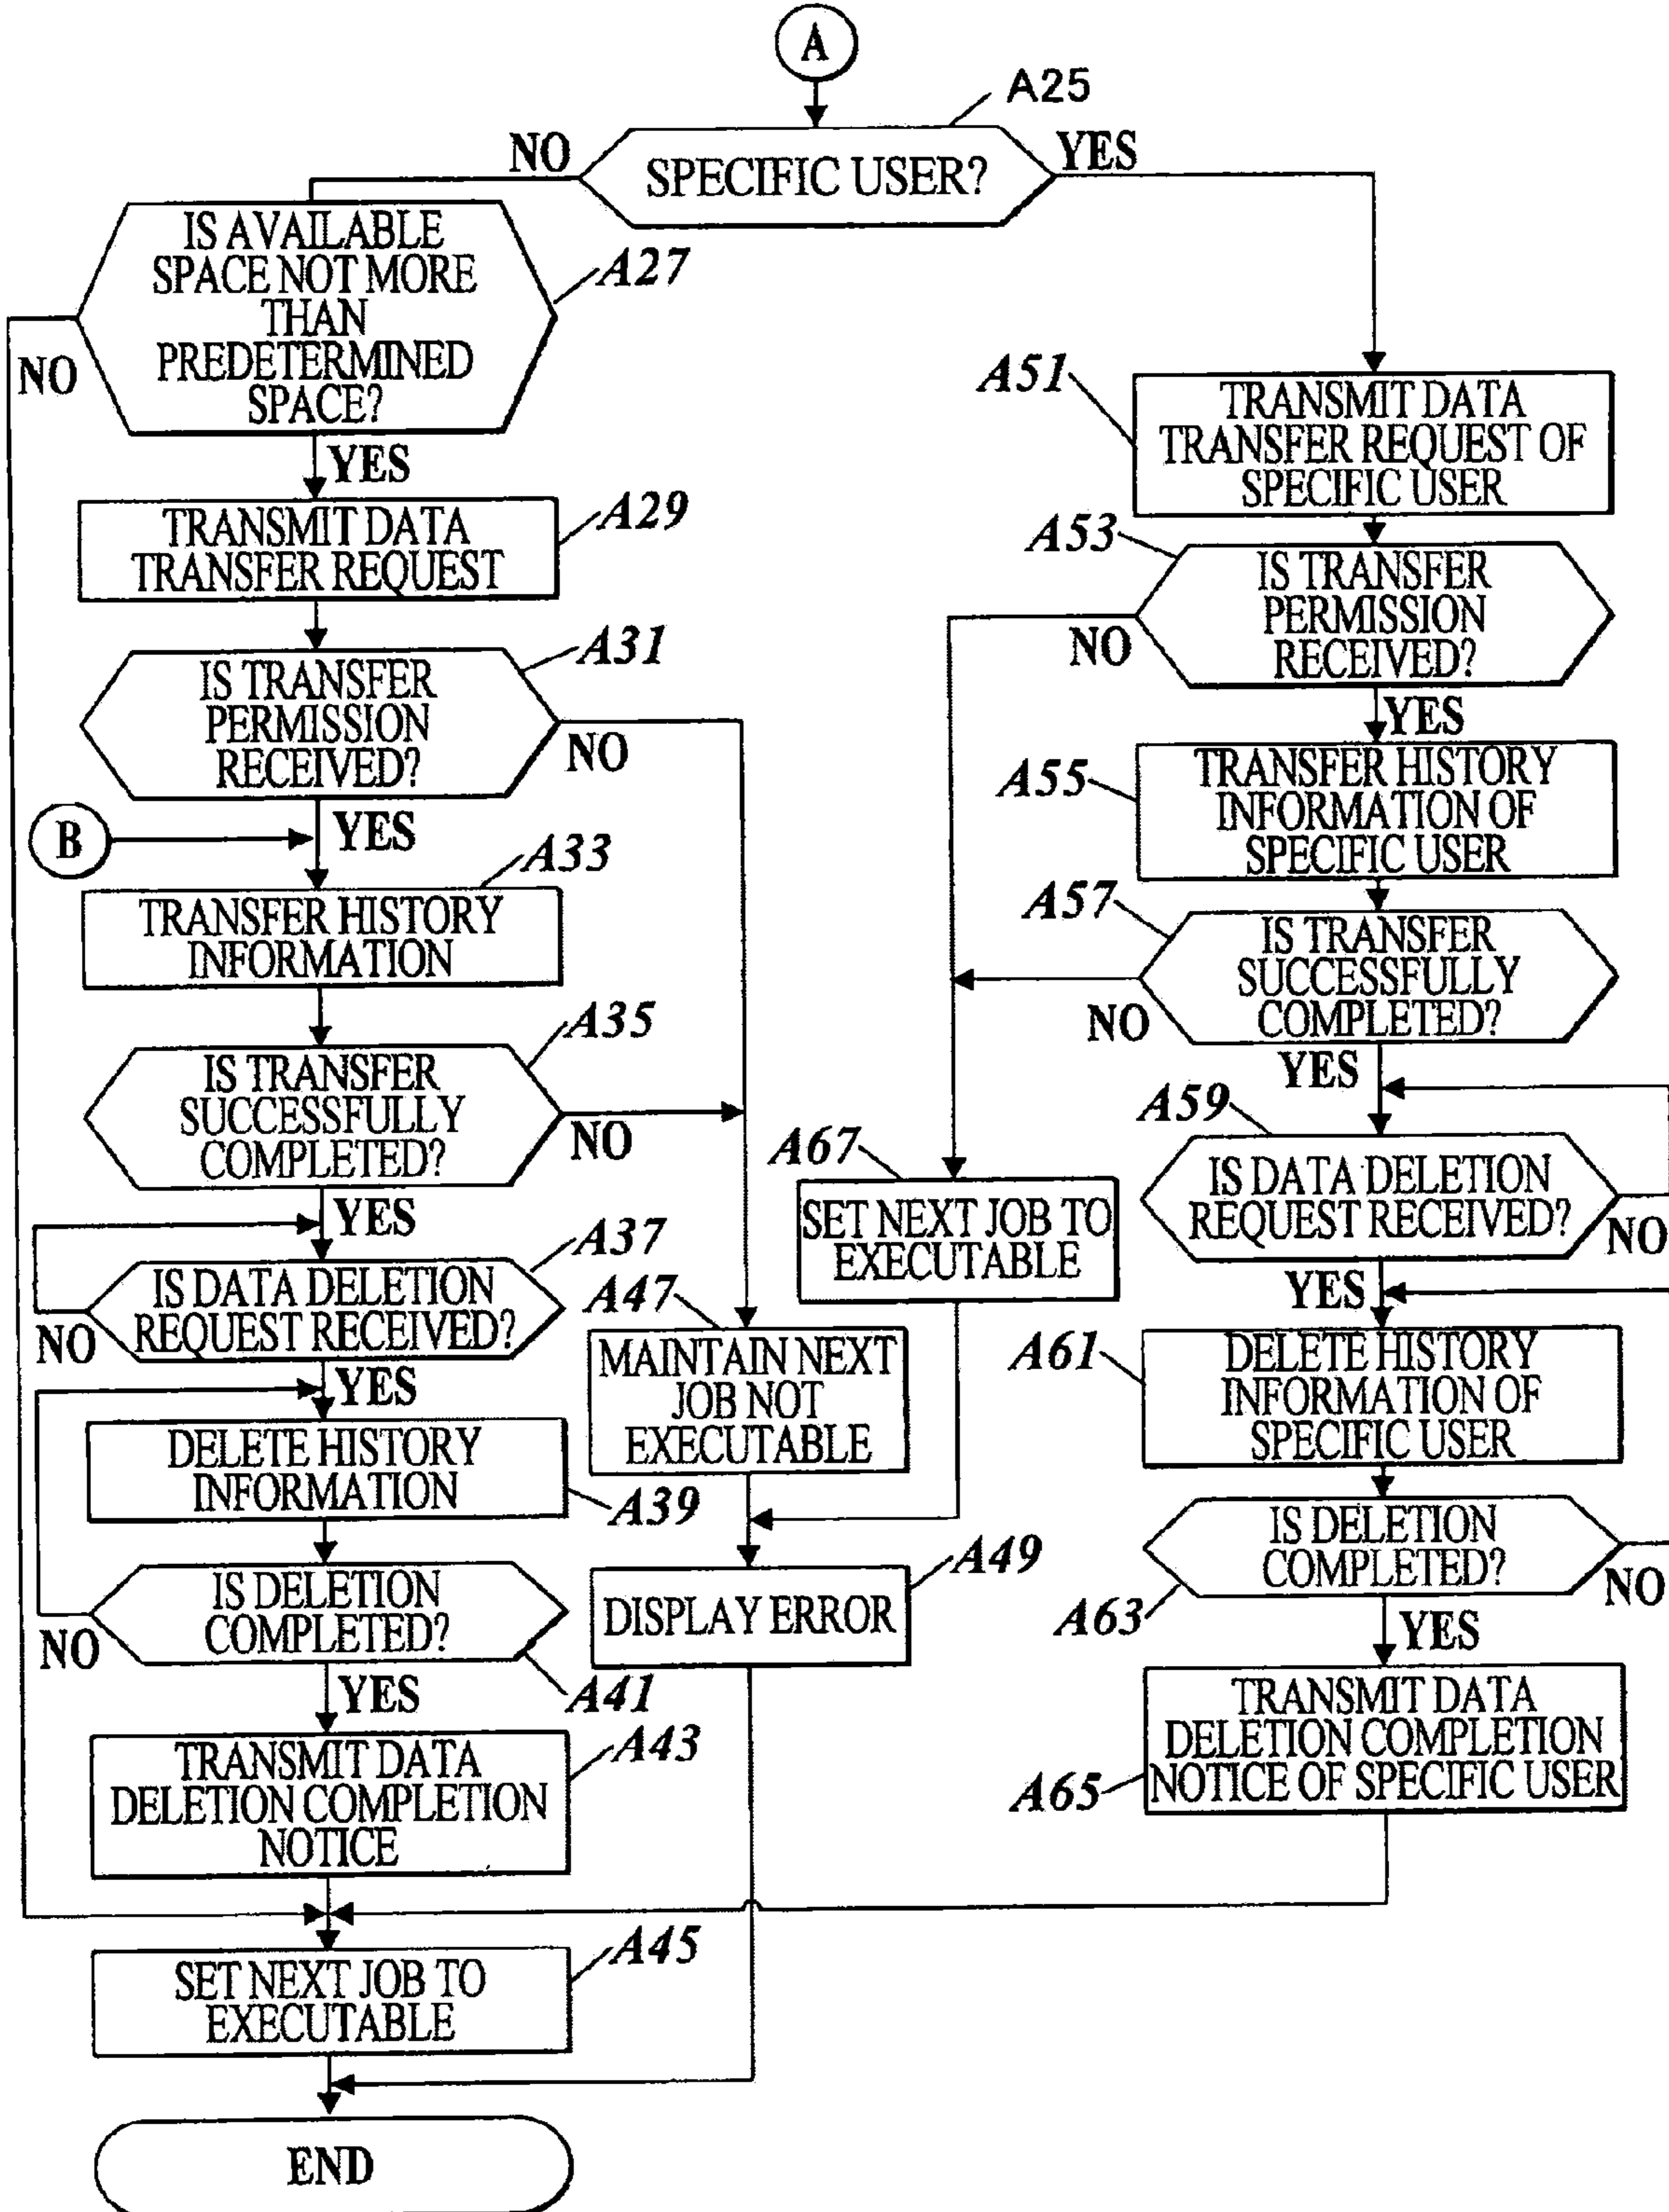 A
A25
NO
YES
SPECIFIC USER?
IS AVAILABLE
SPACE NOT MORE
THAN
PREDETERMINED
SPACE?
A27
NO
YES
TRANSMIT DATA
TRANSFER REQUEST
A29
IS TRANSFER
PERMISSION
RECEIVED?
A31
NO
B
YES
A33
TRANSFER HISTORY
INFORMATION
A35
IS TRANSFER
SUCCESSFULLY
COMPLETED?
NO
YES
A37
IS DATA DELETION
REQUEST RECEIVED?
NO
YES
DELETE HISTORY
INFORMATION
A39
IS DELETION
COMPLETED?
NO
A41
YES
TRANSMIT DATA
DELETION COMPLETION
NOTICE
A43
A45
SET NEXT JOB TO
EXECUTABLE
END
A47
MAINTAIN NEXT
JOB NOT
EXECUTABLE
A49
DISPLAY ERROR
A67
SET NEXT JOB TO
EXECUTABLE
A51
TRANSMIT DATA
TRANSFER REQUEST OF
SPECIFIC USER
A53
IS TRANSFER
PERMISSION
RECEIVED?
NO
YES
A55
TRANSFER HISTORY
INFORMATION OF
SPECIFIC USER
A57
IS TRANSFER
SUCCESSFULLY
COMPLETED?
NO
YES
A59
IS DATA DELETION
REQUEST RECEIVED?
NO
YES
A61
DELETE HISTORY
INFORMATION OF
SPECIFIC USER
IS DELETION
COMPLETED?
NO
A63
YES
TRANSMIT DATA
DELETION COMPLETION
NOTICE OF SPECIFIC USER
A65